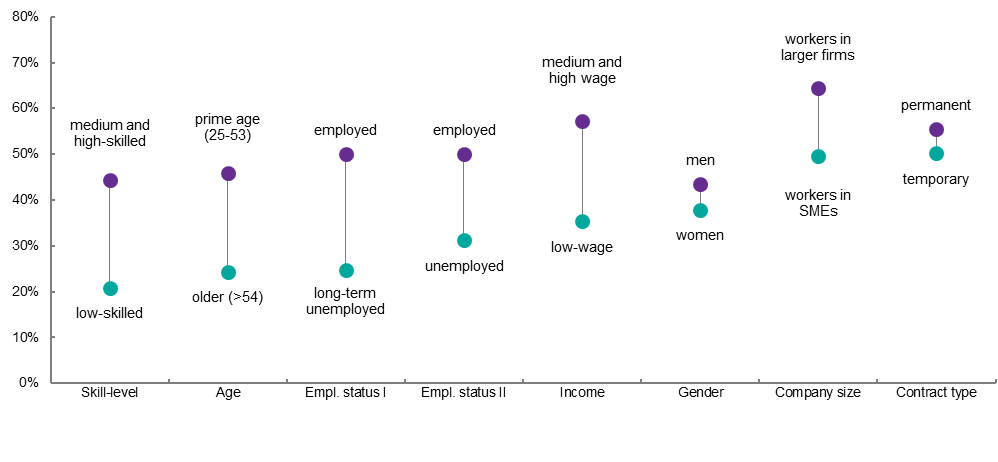 80%
70%
60%
50%
40%
30%
20%
10%
0%
medium and
high-skilled
low-skilled
prime age
(25-53)
older (>54)
employed
long-term
unemployed
employed
unemployed
medium and
high wage
low-wage
men
women
workers in
larger firms
workers in
SMEs
permanent
temporary
Skill-level
Age
Empl. status I
Empl. status II
Income
Gender
Company size
Contract type